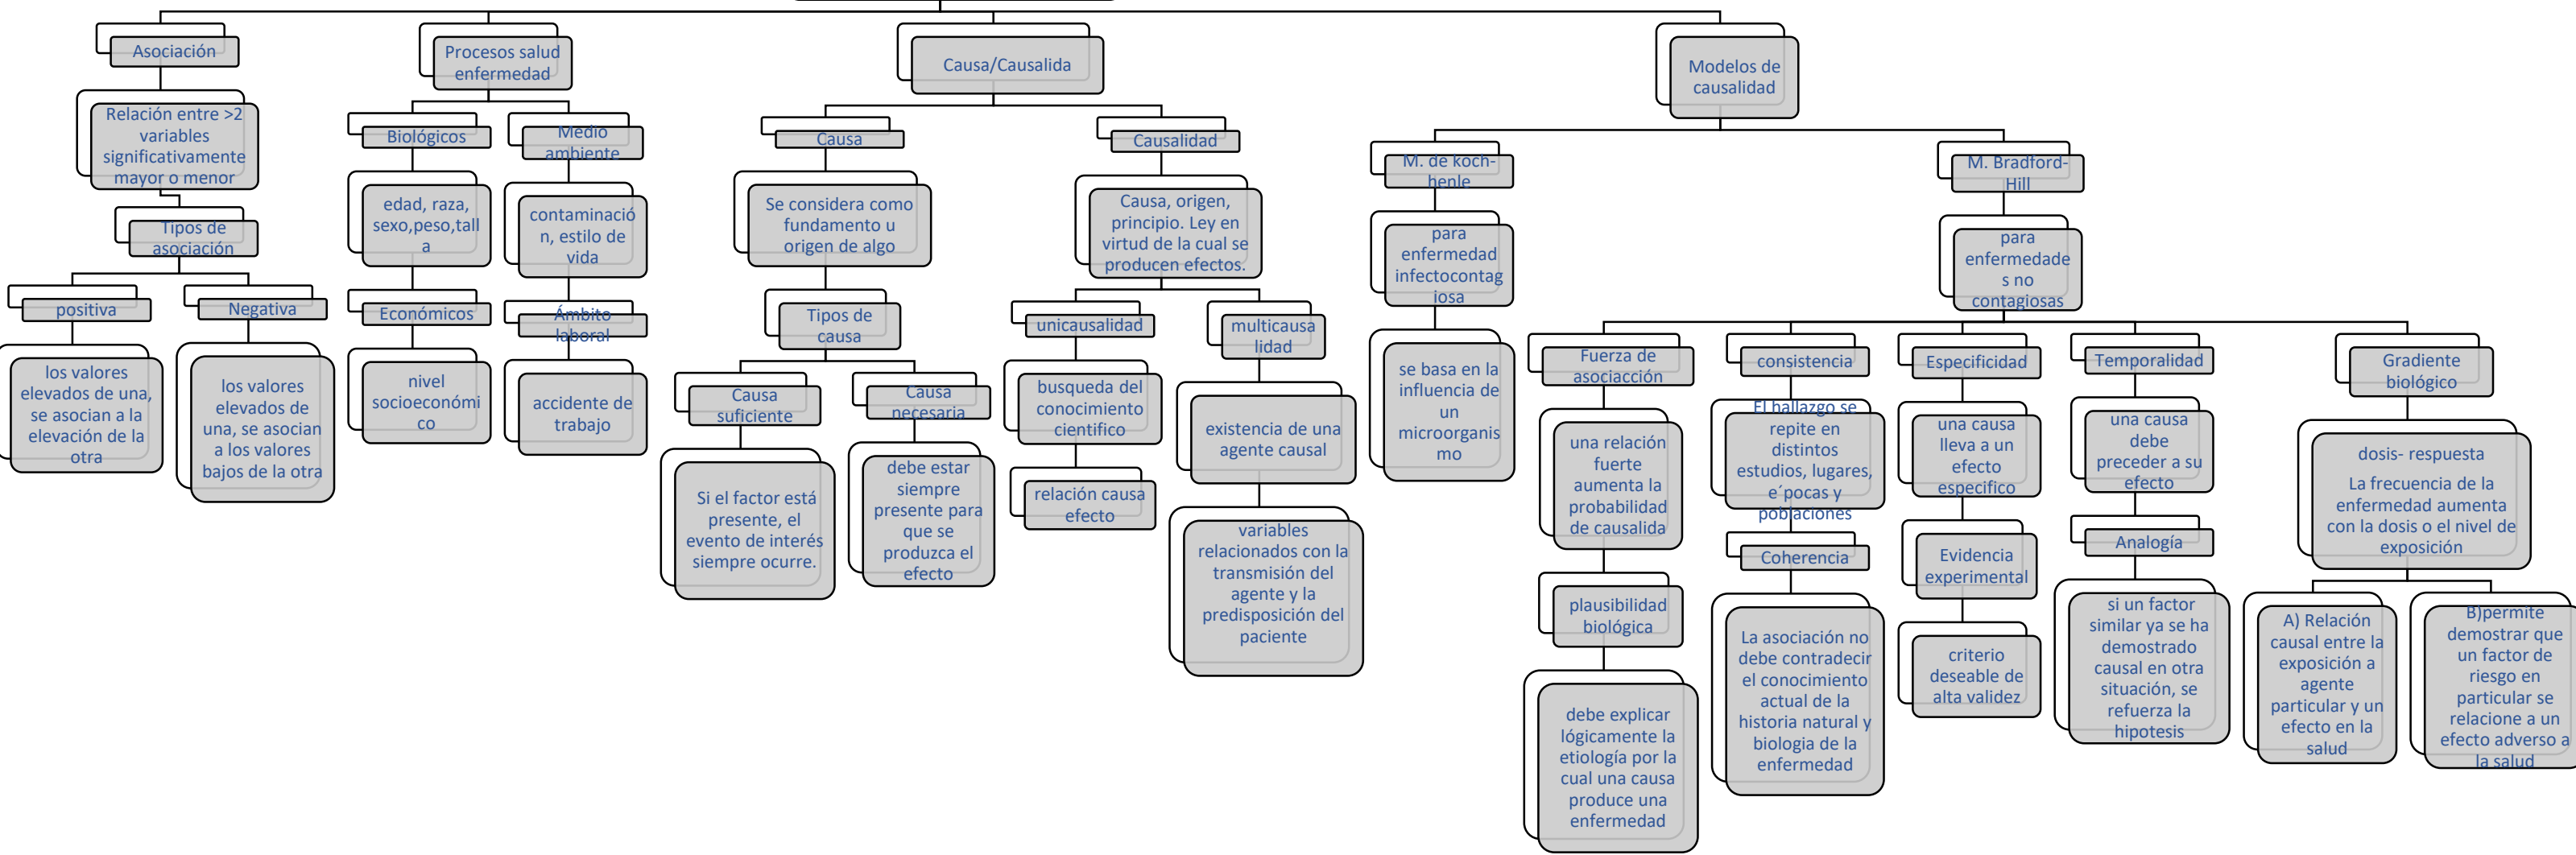 Asociación
Relación entre >2
variables
significativamente
mayor o menor
Tipos de
asociación
positiva
los valores
elevados de una,
se asocian a la
elevación de la
otra
Negativa
los valores
elevados de
una, se asocian
a los valores
bajos de la otra
Procesos salud
enfermedad
Biológicos
edad, raza,
sexo,peso,tall
a
Económicos
nivel
socioeconómi
co
Medio
ambiente
contaminació
n, estilo de
vida
Ámbito
laboral
accidente de
trabajo
Causa/Causalida
Causa
Se considera como
fundamento u
origen de algo
Tipos de
causa
Causa
suficiente
Si el factor está
presente, el
evento de interés
siempre ocurre.
Causa
necesaria
debe estar
siempre
presente para
que se
produzca el
efecto
Causalidad
Causa, origen,
principio. Ley en
virtud de la cual se
producen efectos.
unicausalidad
busqueda del
conocimiento
cientifico
relación causa
efecto
multicausa
lidad
existencia de una
agente causal
variables
relacionados con la
transmisión del
agente y la
predisposición del
paciente
Modelos de
causalidad
M. de koch-
henle
para
enfermedad
infectocontag
iosa
se basa en la
influencia de
un
microorganis
mo
M. Bradford-
Hill
para
enfermedade
s no
contagiosas
Fuerza de
asociacción
una relación
fuerte
aumenta la
probabilidad
de causalida
plausibilidad
biológica
debe explicar
lógicamente la
etiología por la
cual una causa
produce una
enfermedad
consistencia
El hallazgo se
repite en
distintos
estudios, lugares,
e´pocas y
poblaciones
Coherencia
La asociación no
debe contradecir
el conocimiento
actual de la
historia natural y
biologia de la
enfermedad
Especificidad
una causa
lleva a un
efecto
especifico
Evidencia
experimental
criterio
deseable de
alta validez
Temporalidad
una causa
debe
preceder a su
efecto
Analogía
si un factor
similar ya se ha
demostrado
causal en otra
situación, se
refuerza la
hipotesis
Gradiente
biológico
dosis- respuesta
La frecuencia de la
enfermedad aumenta
con la dosis o el nivel de
exposición
A) Relación
causal entre la
exposición a
agente
particular y un
efecto en la
salud
B)permite
demostrar que
un factor de
riesgo en
particular se
relacione a un
efecto adverso a
la salud